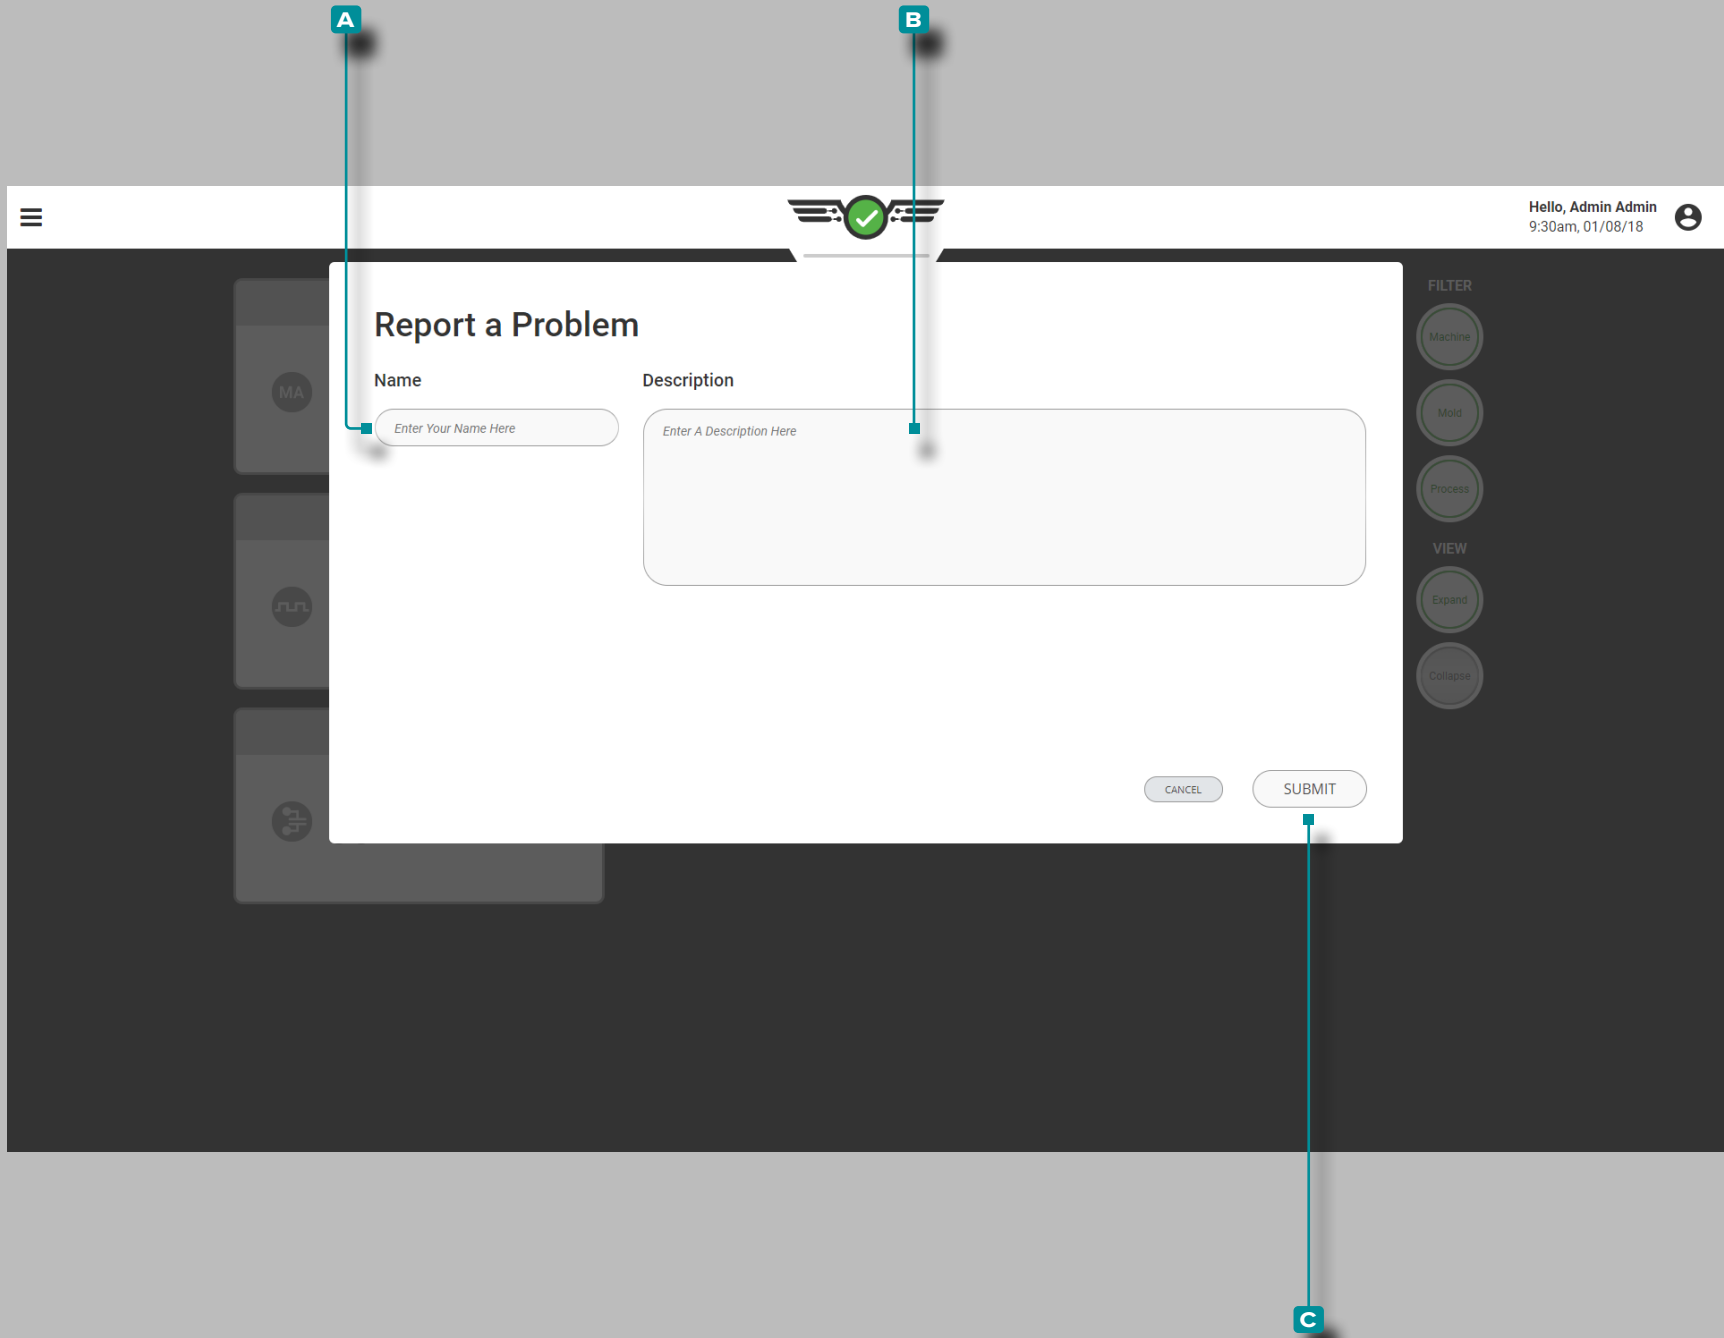 A
B
Hello, Admin Admin
9:30am, 01/08/18
FILTER
Report a Problem
Machine
Name
Description
MA
Mold
Enter Your Name Here
Enter A Description Here
Process
VIEW
Expand
Collapse
CANCEL
SUBMIT
C